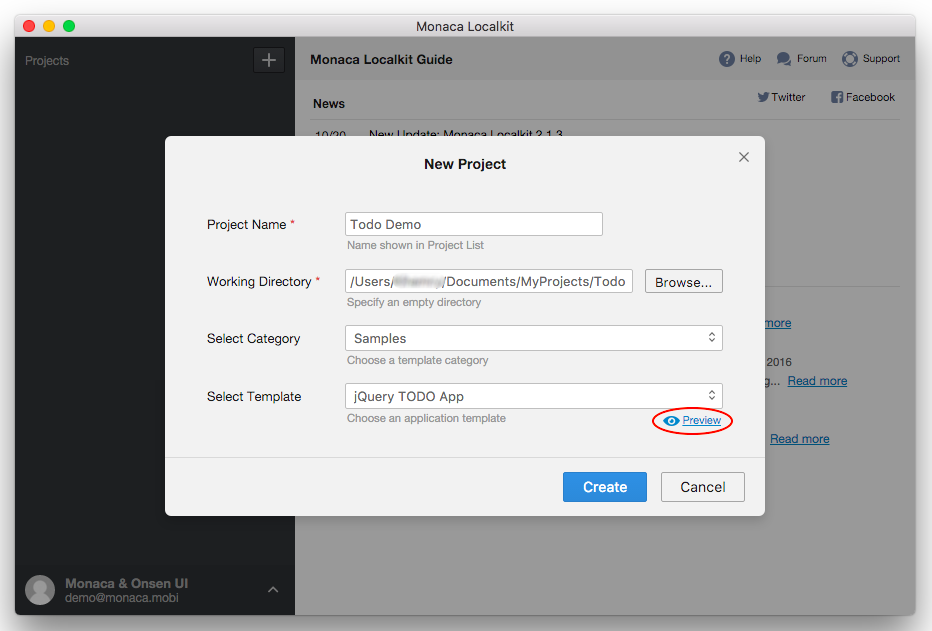 Monaca Localkit
Projects
Monaca Localkit Guide
Help
Forum
Support
News
Twitter
Facebook
10/20 New Update: Monaca Localkit 2.1.3
New Project
Project Name *
Todo Demo
Name shown in Project List
Working Directory *
/Users/ /Documents/MyProjects/Todo
Browse...
Specify an empty directory
Select Category
Samples
Choose a template category
Select Template
jQuery TODO App
Choose an application template
Preview
Create
Cancel
more
2016
g... Read more
Read more
Monaca & Onsen UI
demo@monaca.mobi